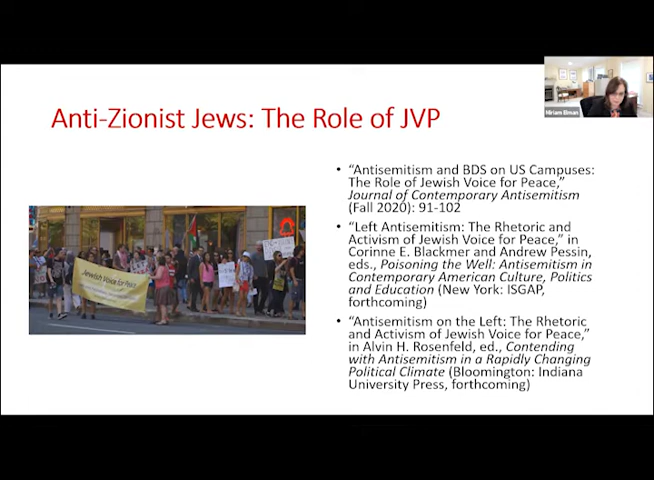 Miriam Elman
Anti-Zionist Jews: The Role of JVP
Jewish Voice for Peace
• “Antisemitism and BDS on US Campuses:
The Role of Jewish Voice for Peace,”
Journal of Contemporary Antisemitism
(Fall 2020): 91-102
• “Left Antisemitism: The Rhetoric and
Activism of Jewish Voice for Peace,” in
Corinne E. Blackmer and Andrew Pessin,
eds., Poisoning the Well: Antisemitism in
Contemporary American Culture, Politics
and Education (New York: ISGAP,
forthcoming)
• “Antisemitism on the Left: The Rhetoric
and Activism of Jewish Voice for Peace,”
in Alvin H. Rosenfeld, ed., Contending
with Antisemitism in a Rapidly Changing
Political Climate (Bloomington: Indiana
University Press, forthcoming)